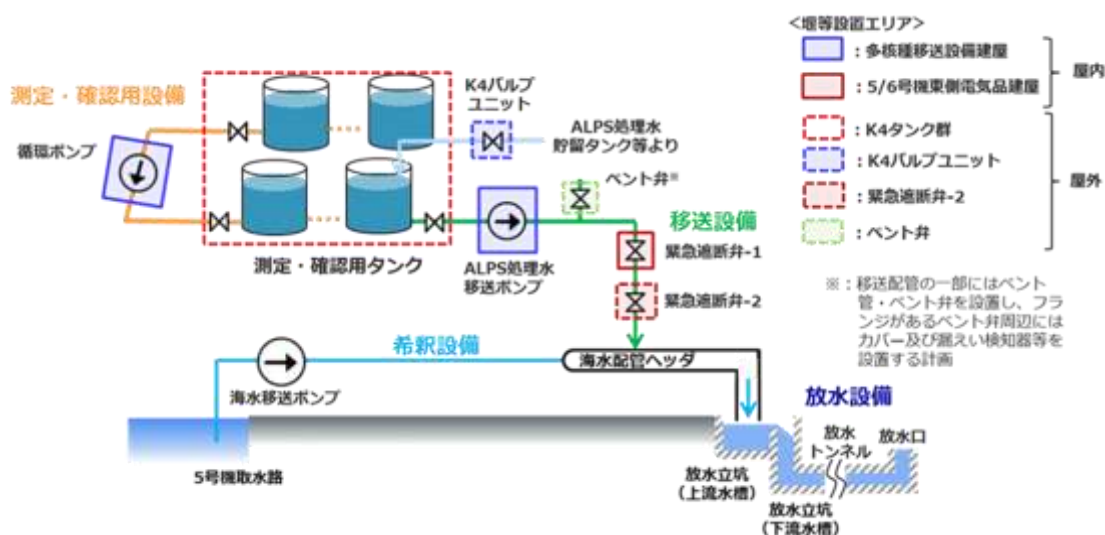 <堰等設置エリア>
：多核種移送設備建屋
：5/6号機東側電気品建屋
屋内
：K4タンク群
：K4バルブユニット
：緊急遮断弁-2
：ベント弁
屋外
測定・確認用設備
循環ポンプ
K4バルブ
ユニット
ALPS処理水
貯留タンク等より
ベント弁※
移送設備
測定・確認用タンク
ALPS処理水
移送ポンプ
緊急遮断弁-1
緊急遮断弁-2
※：移送配管の一部にはベント
管・ベント弁を設置し、フラ
ンジがあるベント弁周辺には
カバー及び漏えい検知器等を
設置する計画
希釈設備
海水配管ヘッダ
海水移送ポンプ
放水設備
5号機取水路
放水
トンネル
放水口
放水立坑
（上流水槽）
放水立坑
（下流水槽）